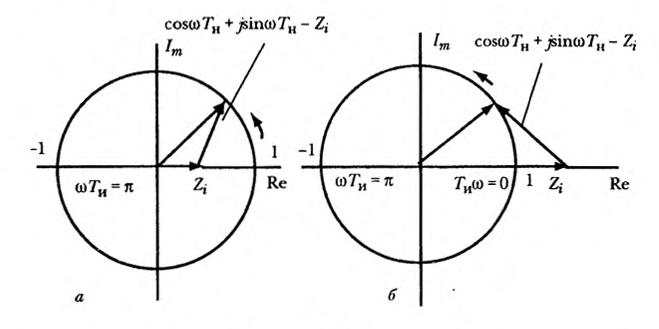 cosωTн + jsinωTн – Zi
Im
-1
1
ωTи = π
Zi
Re
а
Im
cosωTн + jsinωTн – Zi
-1
ωTи = π
Tиω = 0
1
Zi
Re
б